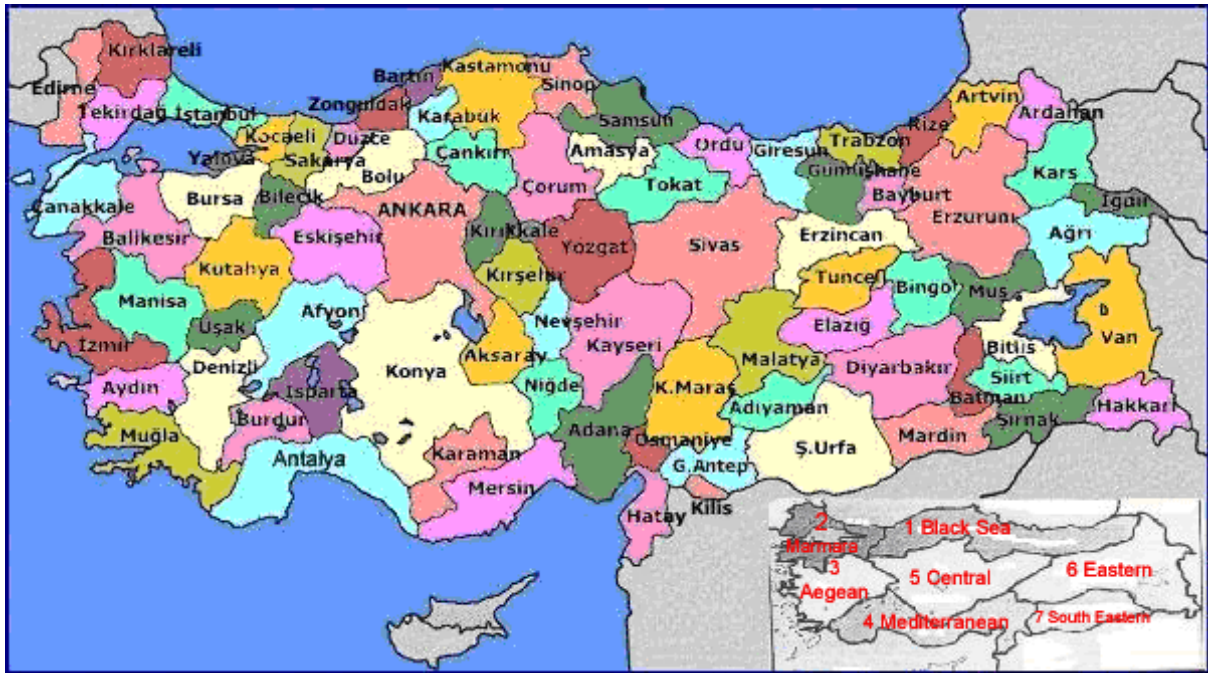 Kırklareli
Edirne
Tekirdağ
İstanbul
Kocaeli
Yalova
Sakarya
Düzce
Zonguldak
Bartın
Karabük
Kastamonu
Sinop
Samsun
Çankırı
Bolu
Çorum
Amasya
Tokat
Ordu
Giresun
Trabzon
Gümüşhane
Rize
Artvin
Ardahan
Bayburt
Kars
Iğdır
Erzurum
Ağrı
Çanakkale
Balikesir
Bursa
Bilecik
Eskişehir
ANKARA
Kırıkkale
Yozgat
Sivas
Erzincan
Tunceli
Bingöl
Muş
Kutahya
Manisa
Uşak
Afyon
Kırşehir
Nevşehir
Kayseri
Malatya
Elazığ
Bitlis
D
Van
İzmir
Aydın
Denizli
Isparta
Burdur
Konya
Aksaray
Niğde
K.Maraş
Adıyaman
Diyarbakır
Batman
Siirt
Şırnak
Hakkari
Muğla
Antalya
Karaman
Mersin
Adana
Osmaniye
G.Antep
Ş.Urfa
Mardin
Hatay
Kilis
2
Marmara
1 Black Sea
3
Aegean
5 Central
6 Eastern
4 Mediterranean
7 South Eastern